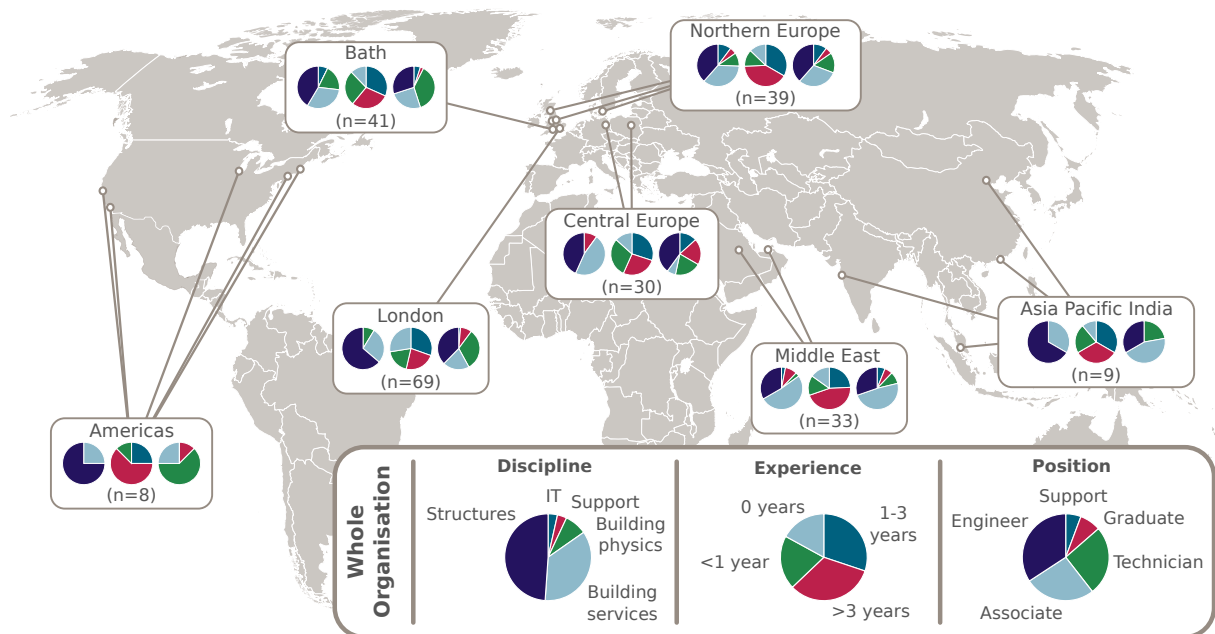 Northern Europe
(n=39)
Bath
(n=41)
Central Europe
(n=30)
London
(n=69)
Asia Pacific India
(n=9)
Middle East
(n=33)
Americas
(n=8)
Whole
Organisation
Discipline
IT
Support
Structures
Building
physics
Building
services
Experience
0 years
1-3
years
<1 year
>3 years
Position
Support
Engineer
Graduate
Technician
Associate